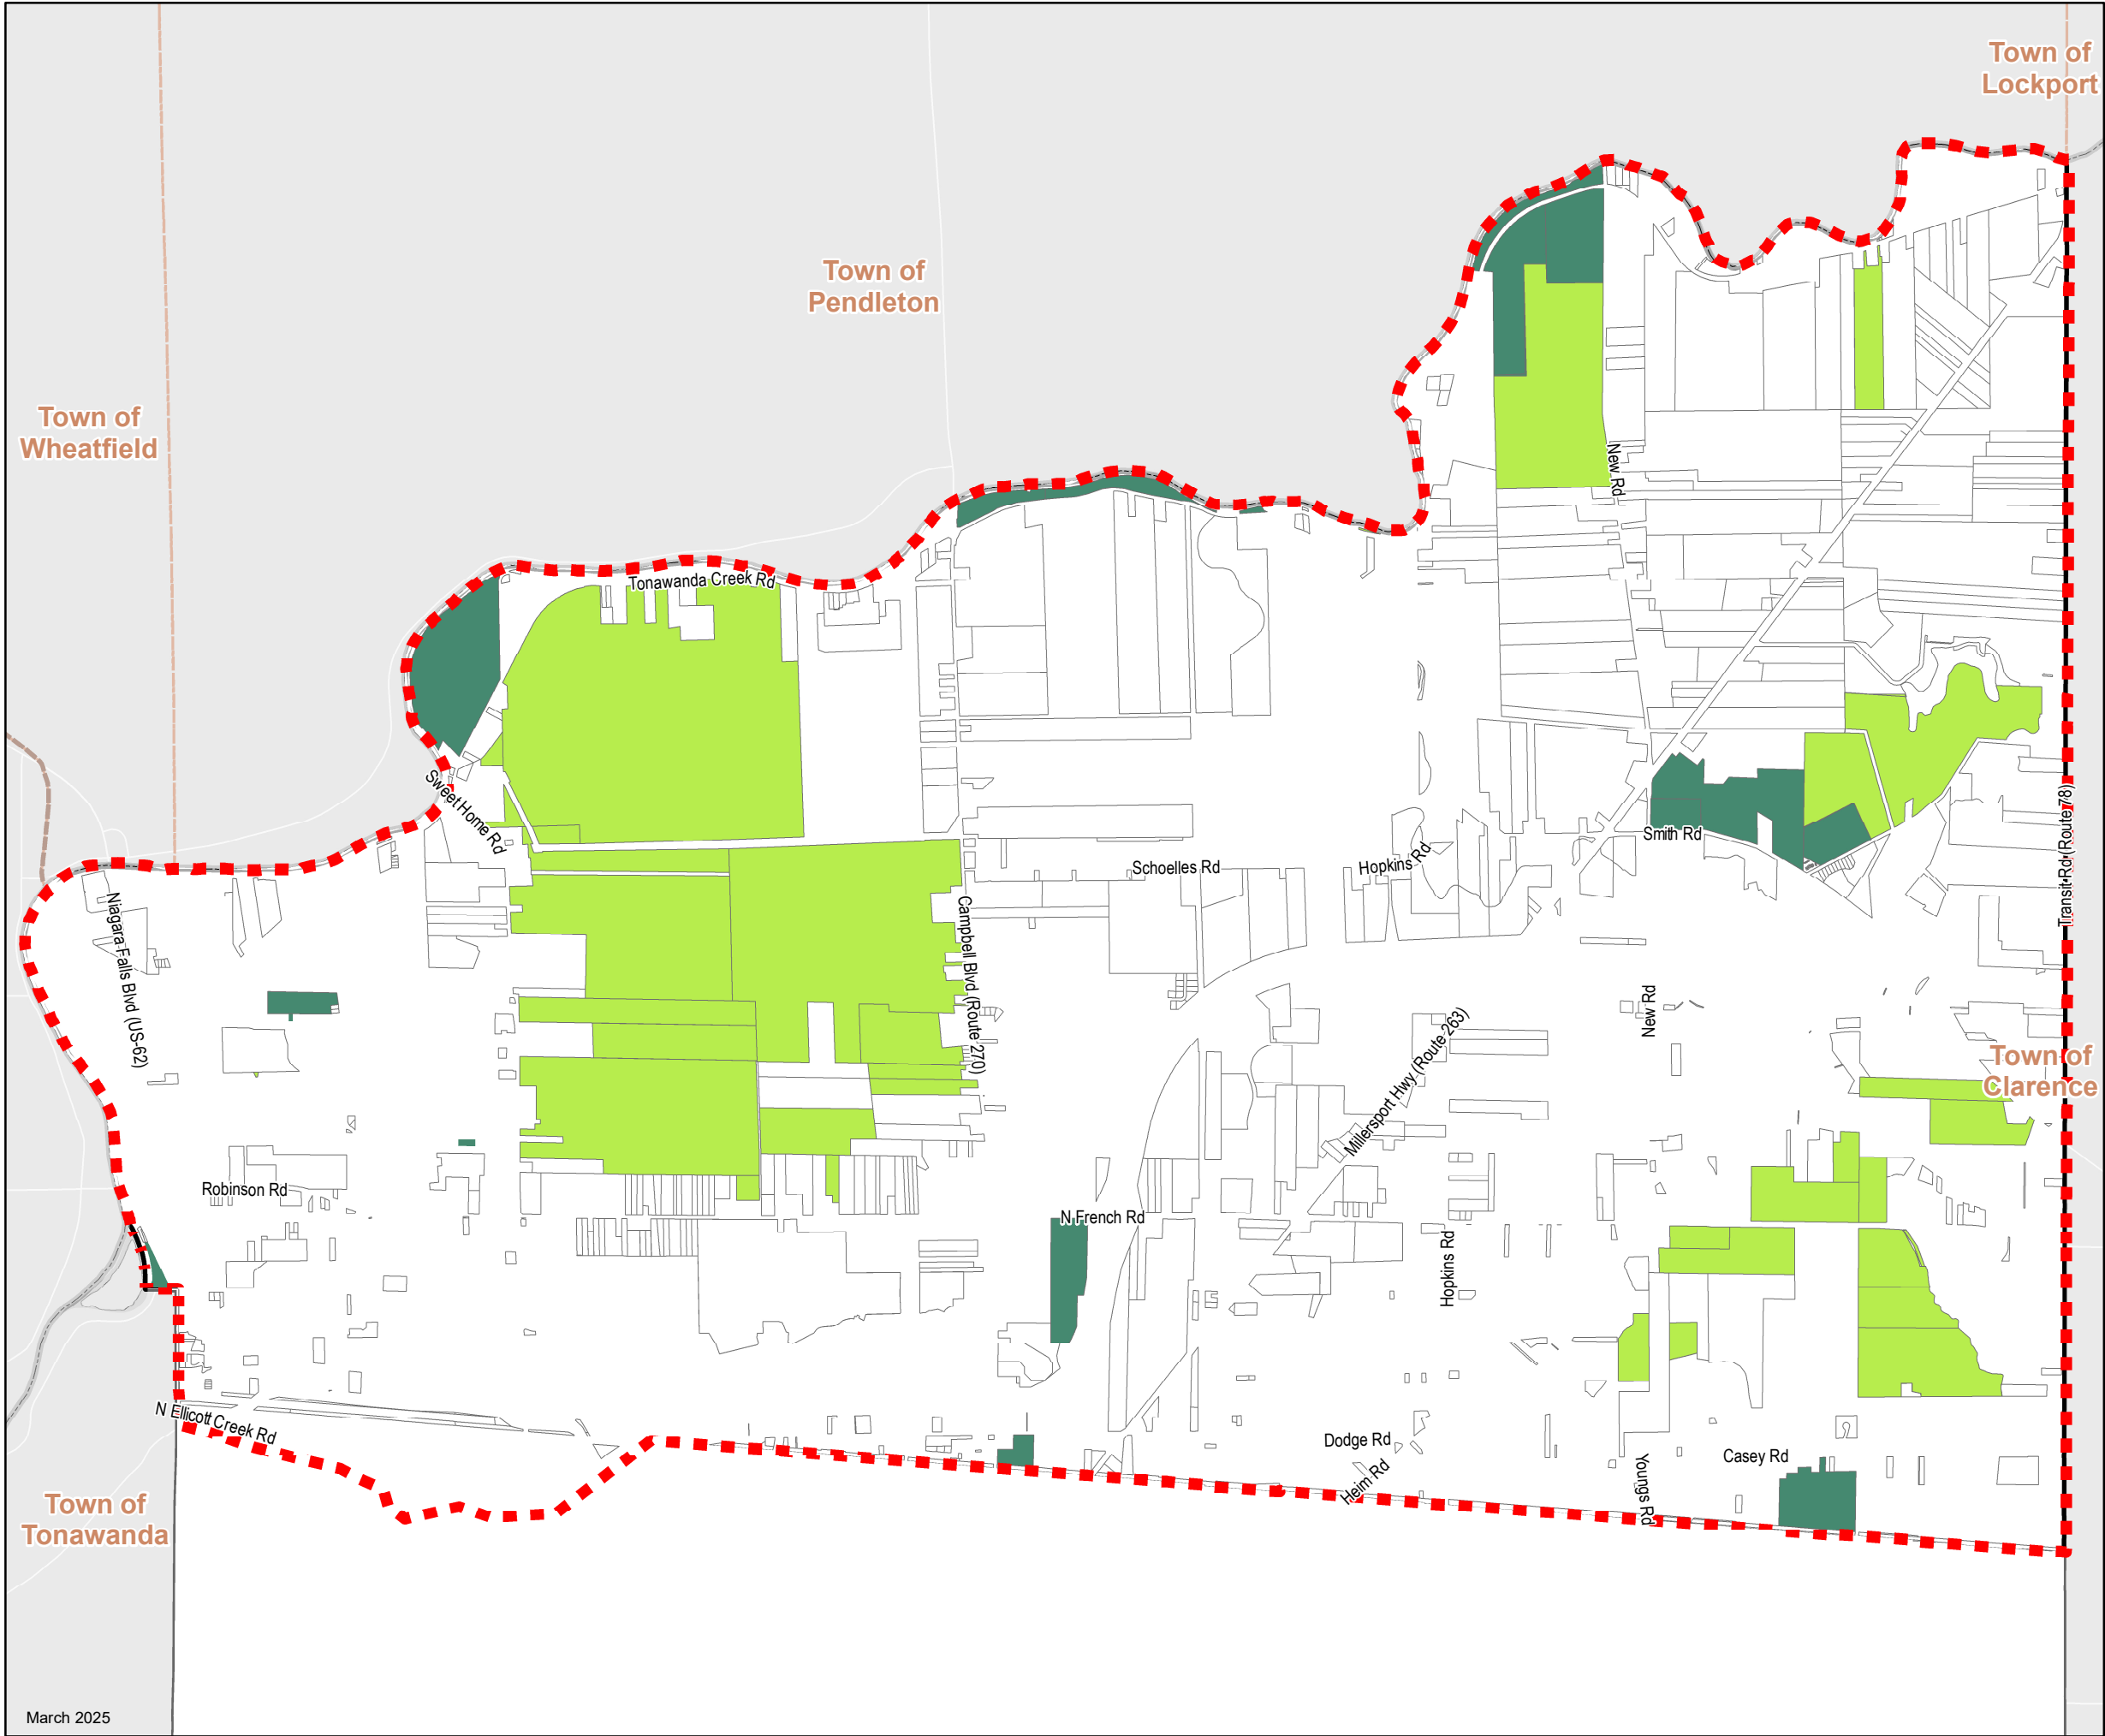 Town of
Lockport
Town of
Pendleton
Town of
Wheatfield
New Rd
Tonawanda Creek Rd
Sweet Home Rd
Smith Rd
Transit Rd (Route 78)
Schoelles Rd
Hopkins Rd
Niagara Falls Blvd (US-62)
Campbell Blvd (Route 270)
New Rd
Millersport Hwy (Route 263)
Town of
Clarence
Robinson Rd
N French Rd
Hopkins Rd
N Ellicott Creek Rd
Dodge Rd
Heim Rd
Youngs Rd
Casey Rd
Town of
Tonawanda
March 2025